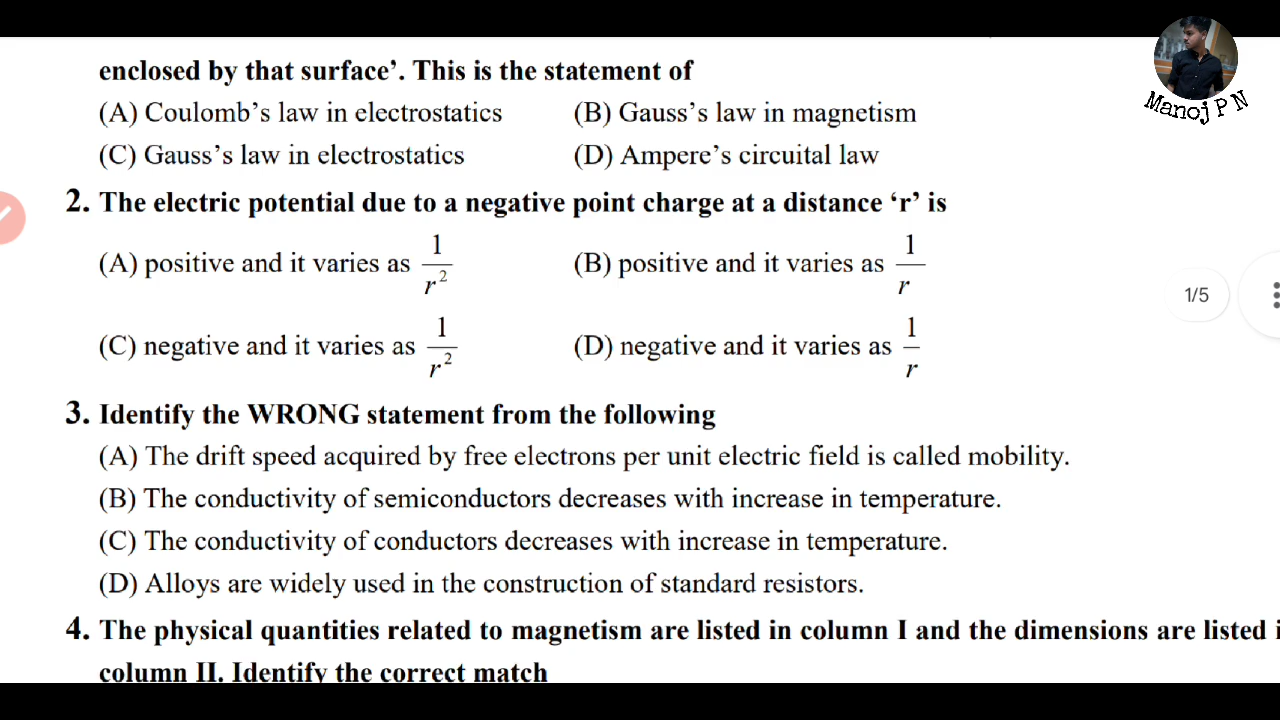 enclosed by that surface’. This is the statement of
(A) Coulomb’s law in electrostatics (B) Gauss’s law in magnetism
(C) Gauss’s law in electrostatics (D) Ampere’s circuital law
2. The electric potential due to a negative point charge at a distance ‘r’ is
(A) positive and it varies as 1/r² (B) positive and it varies as 1/r
(C) negative and it varies as 1/r² (D) negative and it varies as 1/r
3. Identify the WRONG statement from the following
(A) The drift speed acquired by free electrons per unit electric field is called mobility.
(B) The conductivity of semiconductors decreases with increase in temperature.
(C) The conductivity of conductors decreases with increase in temperature.
(D) Alloys are widely used in the construction of standard resistors.
4. The physical quantities related to magnetism are listed in column I and the dimensions are listed i
column II. Identify the correct match
Manoj P N
1/5